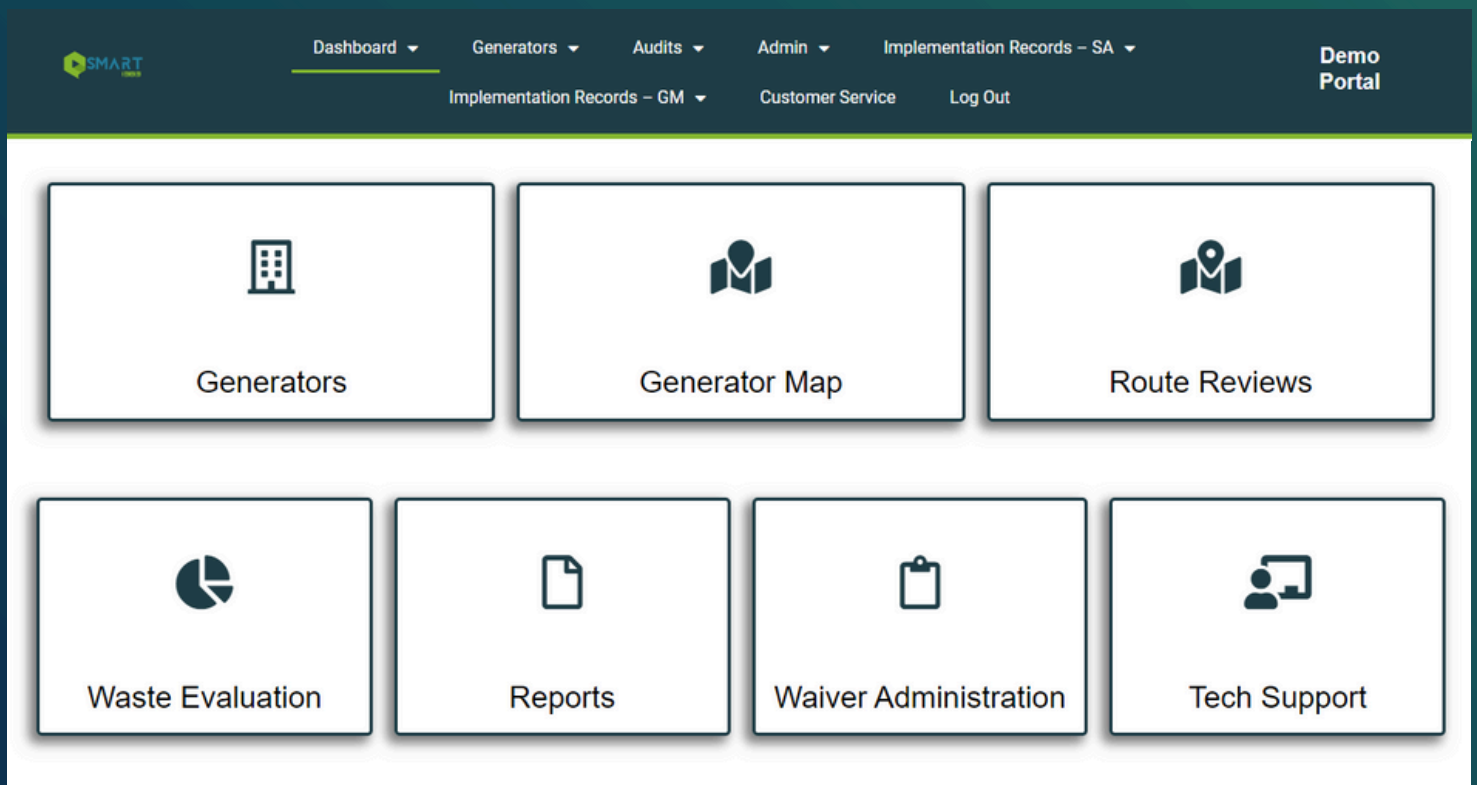 SMART
Dashboard
Generators
Audits
Admin
Implementation Records – SA
Implementation Records – GM
Customer Service
Log Out
Demo
Portal
Generators
Generator Map
Route Reviews
Waste Evaluation
Reports
Waiver Administration
Tech Support